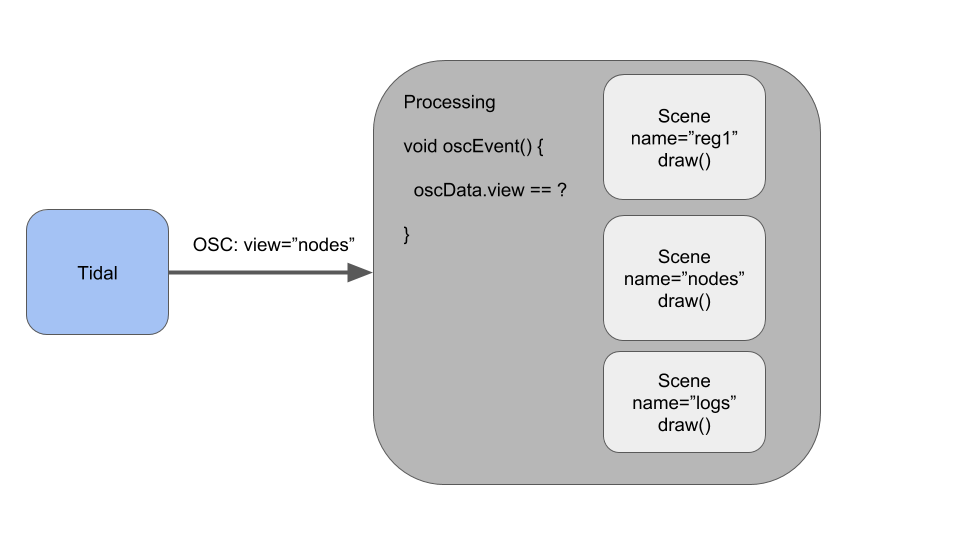 Tidal
OSC: view=”nodes”
Processing
void oscEvent() {
oscData.view == ?
}
Scene
name=”reg1”
draw()
Scene
name=”nodes”
draw()
Scene
name=”logs”
draw()